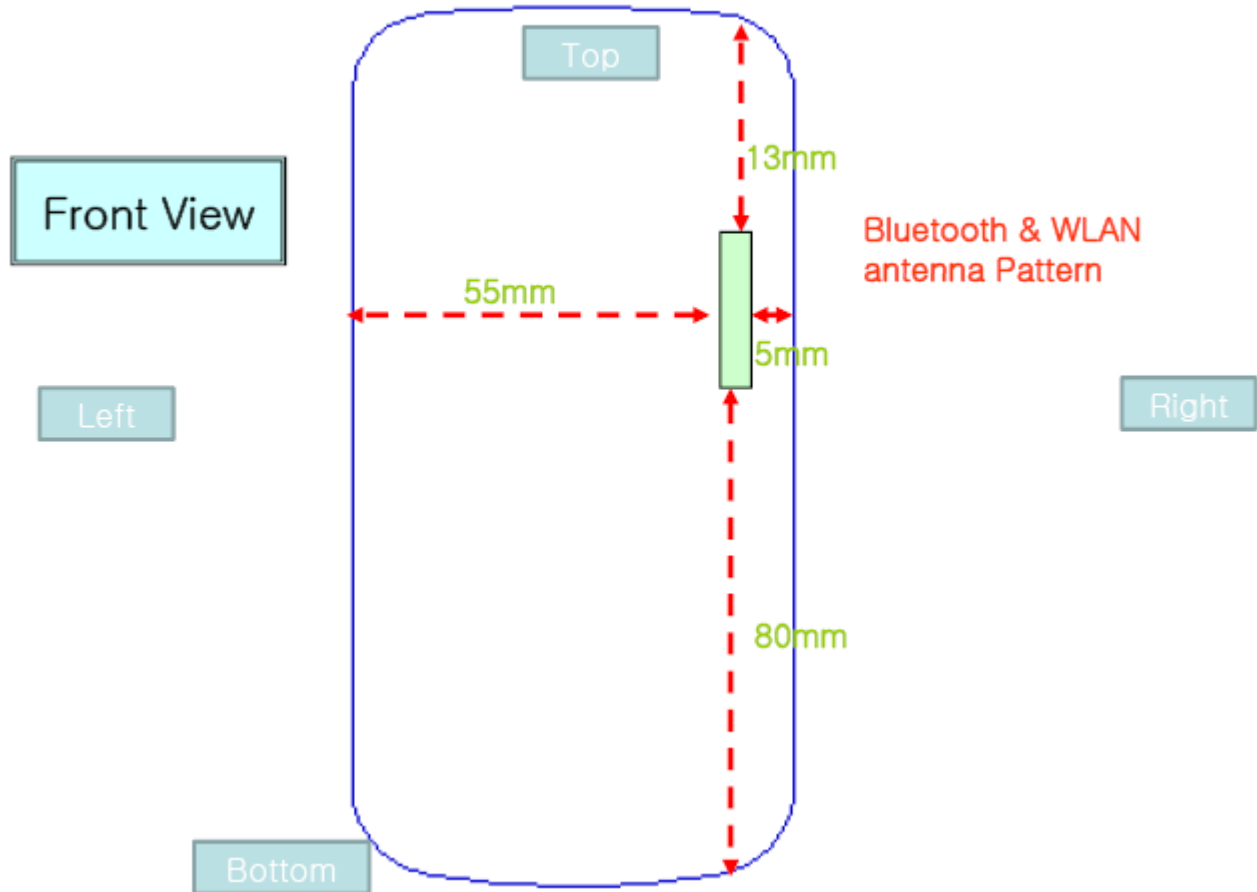 Top
13mm
Front View
Bluetooth & WLAN
antenna Pattern
55mm
5mm
Left
Right
80mm
Bottom